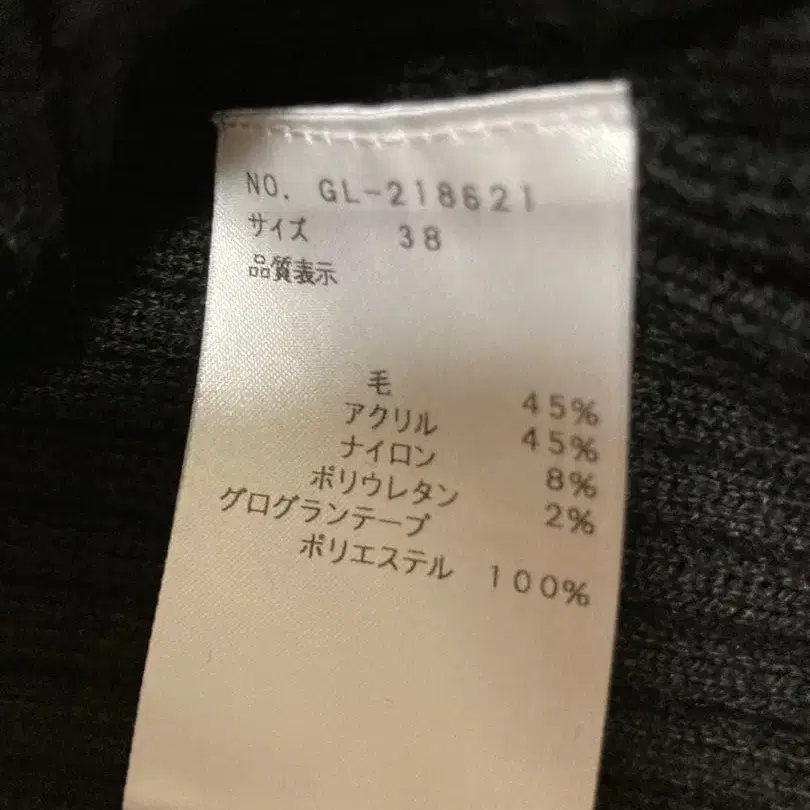 NO. GL-218621
サイズ 38
品質表示
毛 45%
アクリル 45%
ナイロン 8%
ポリウレタン 2%
グログランテープ
ポリエステル 100%